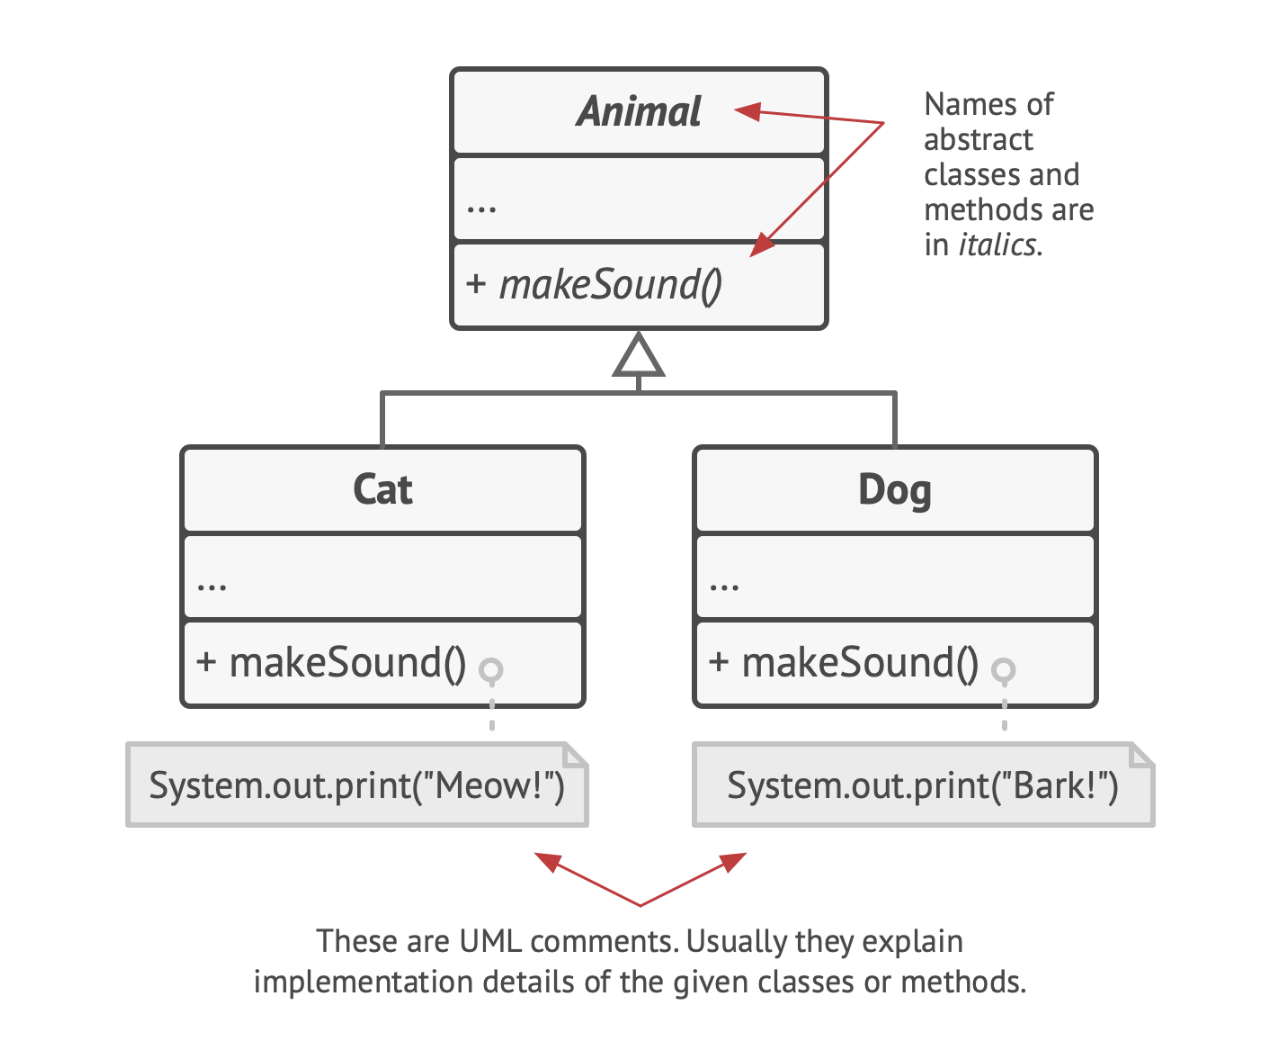 Animal
...
+ makeSound()
Names of
abstract
classes and
methods are
in italics.
Cat
...
+ makeSound()
System.out.print("Meow!")
Dog
...
+ makeSound()
System.out.print("Bark!")
These are UML comments. Usually they explain
implementation details of the given classes or methods.